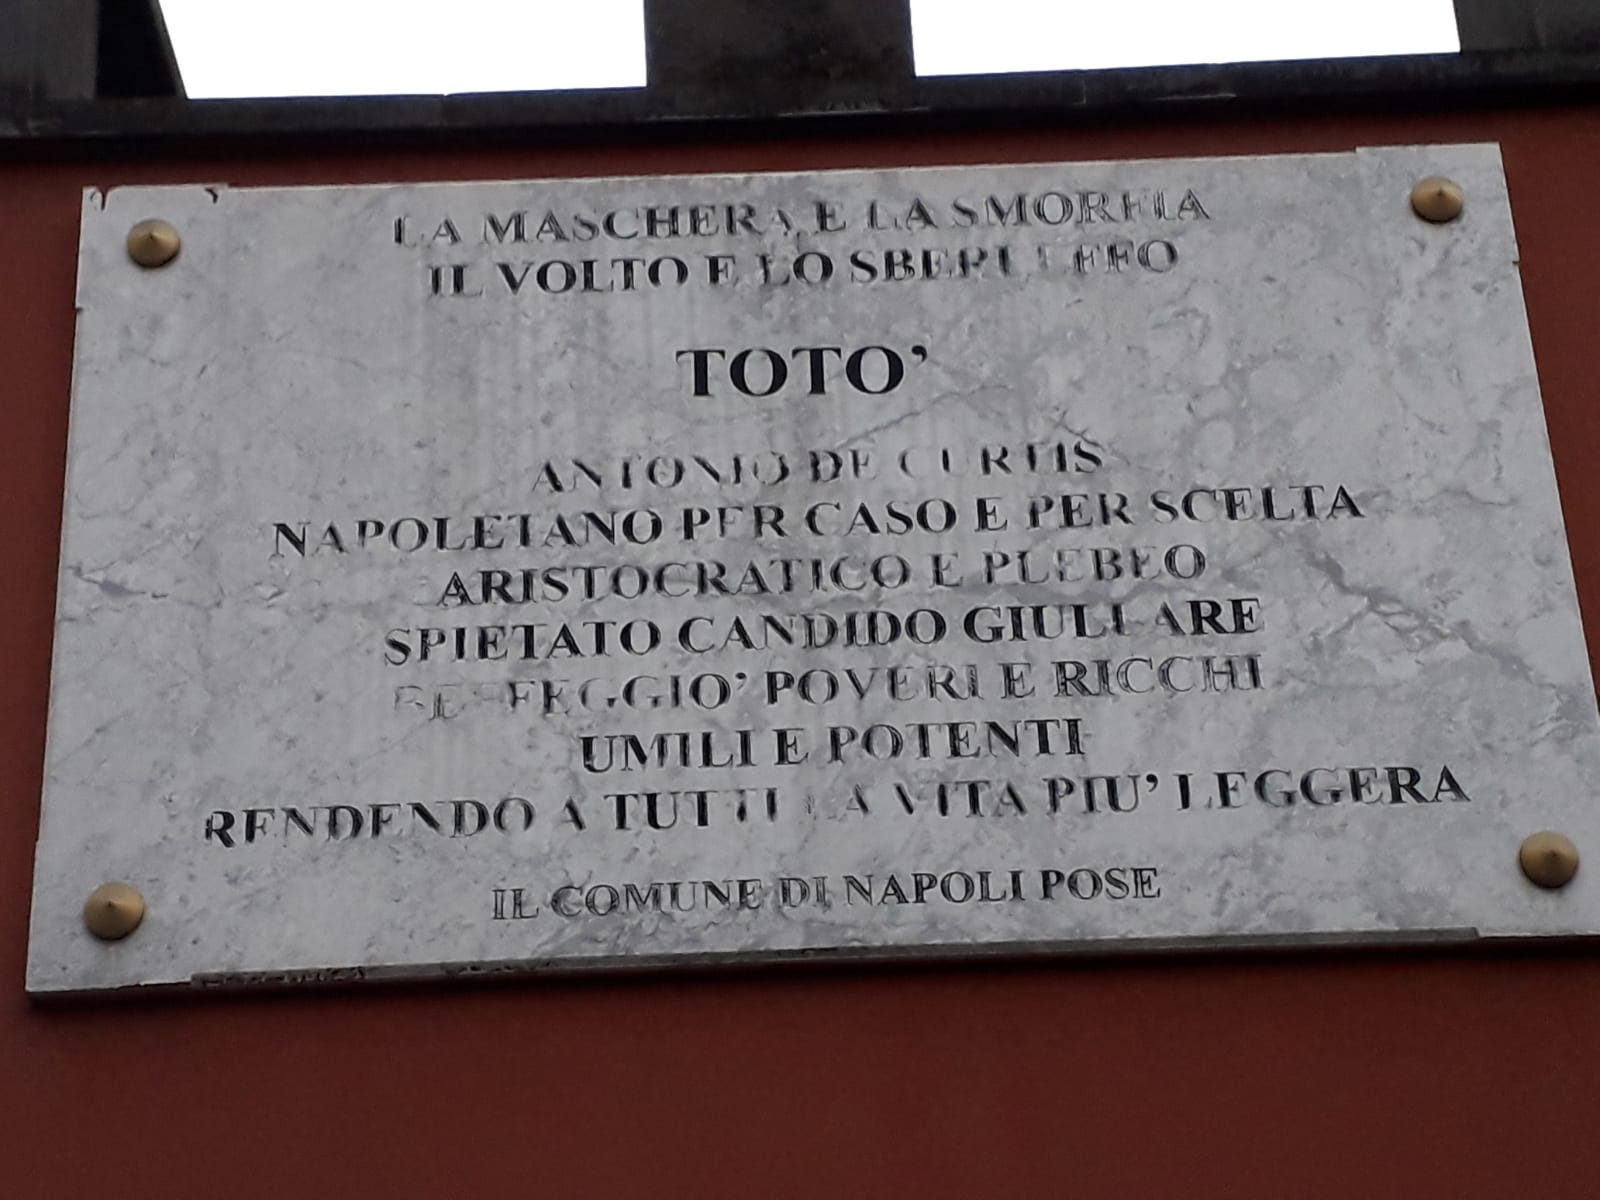 LA MASCHERA E LA SMORFIA
IL VOLTO E LO SBERLEFFO
TOTO'
ANTONIO DE CURTIS
NAPOLETANO PER CASO E PER SCELTA
ARISTOCRATICO E PLEBEO
SPIETATO CANDIDO GIULLARE
BEFFEGGIO' POVERI E RICCHI
UMILI E POTENTI
RENDENDO A TUTTI LA VITA PIU' LEGGERA
IL COMUNE DI NAPOLI POSE